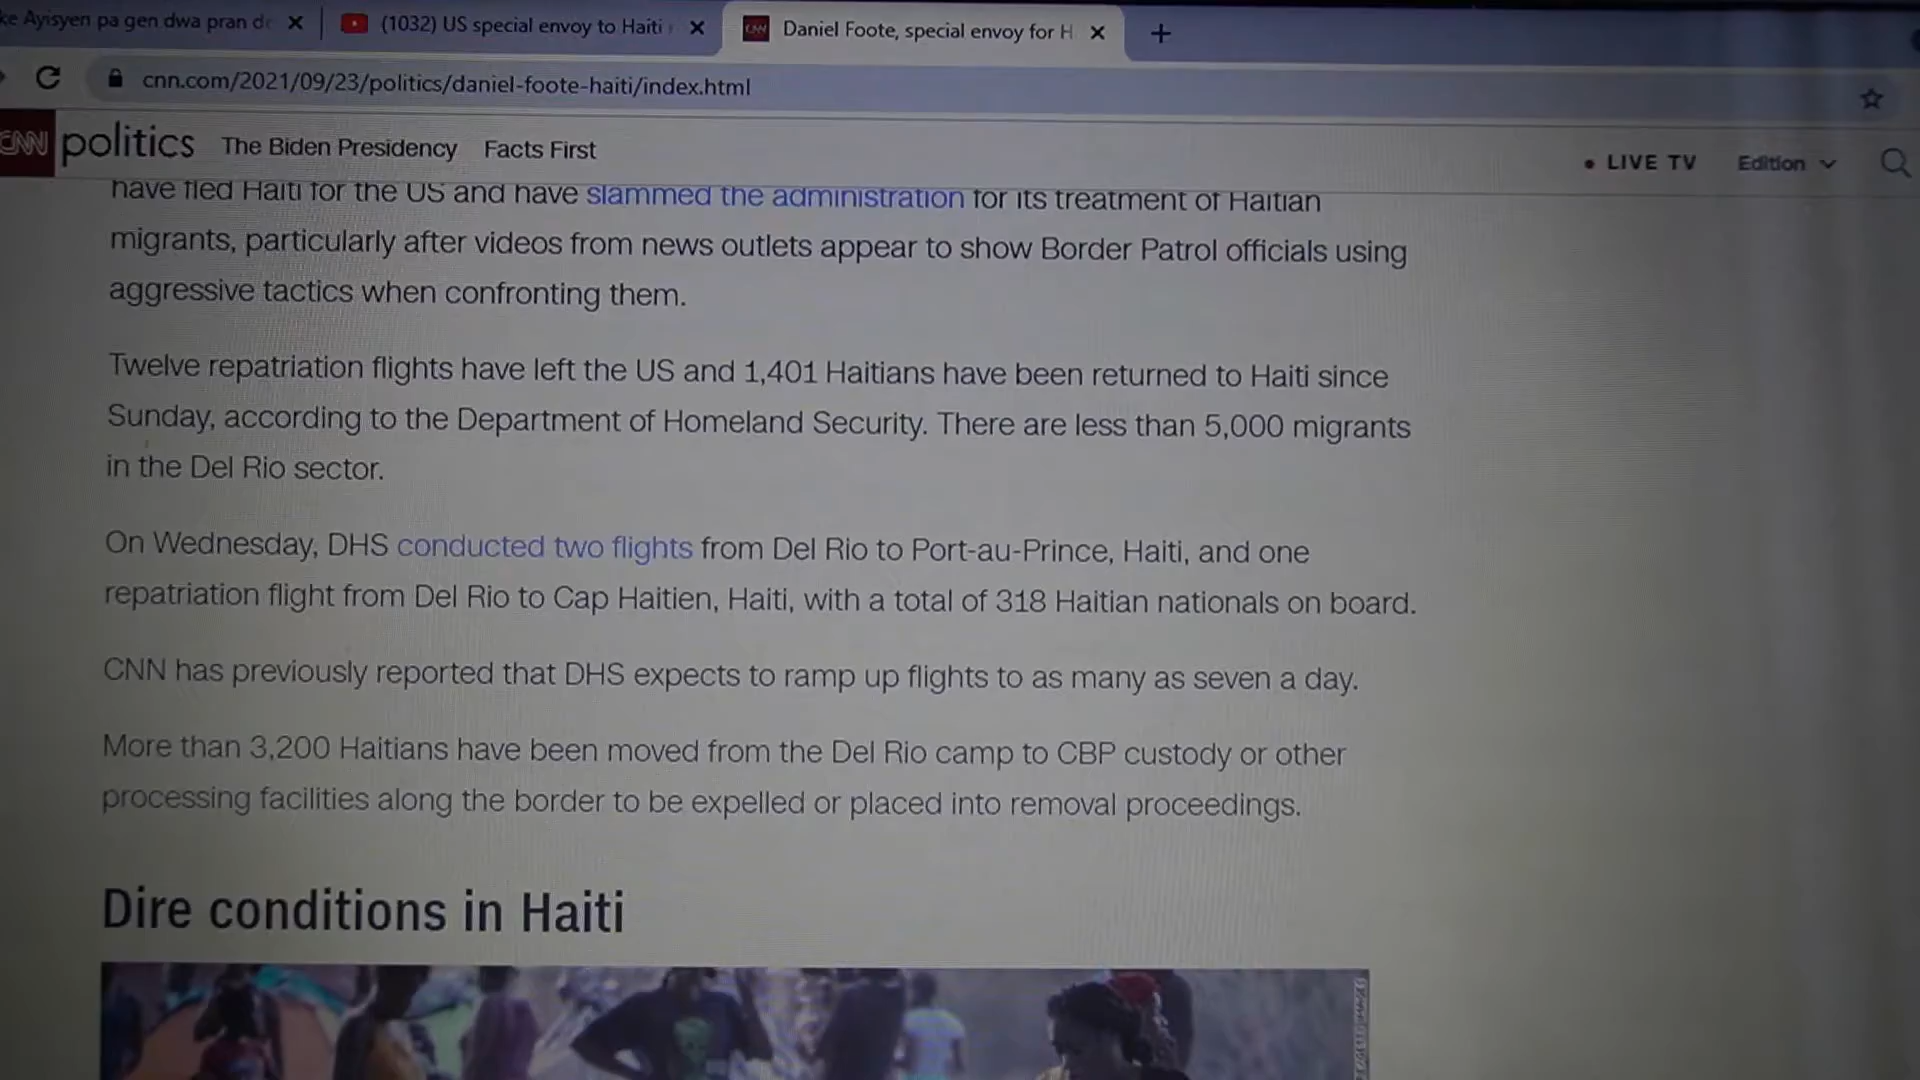 ke Ayisyen pa gen dwa pran d
(1032) US special envoy to Haiti
CNN Daniel Foote, special envoy for H
cnn.com/2021/09/23/politics/daniel-foote-haiti/index.html
CNN politics The Biden Presidency Facts First
LIVE TV Edition
have fled Haiti for the US and have slammed the administration for its treatment of Haitian
migrants, particularly after videos from news outlets appear to show Border Patrol officials using
aggressive tactics when confronting them.
Twelve repatriation flights have left the US and 1,401 Haitians have been returned to Haiti since
Sunday, according to the Department of Homeland Security. There are less than 5,000 migrants
in the Del Rio sector.
On Wednesday, DHS conducted two flights from Del Rio to Port-au-Prince, Haiti, and one
repatriation flight from Del Rio to Cap Haitien, Haiti, with a total of 318 Haitian nationals on board.
CNN has previously reported that DHS expects to ramp up flights to as many as seven a day.
More than 3,200 Haitians have been moved from the Del Rio camp to CBP custody or other
processing facilities along the border to be expelled or placed into removal proceedings.
Dire conditions in Haiti